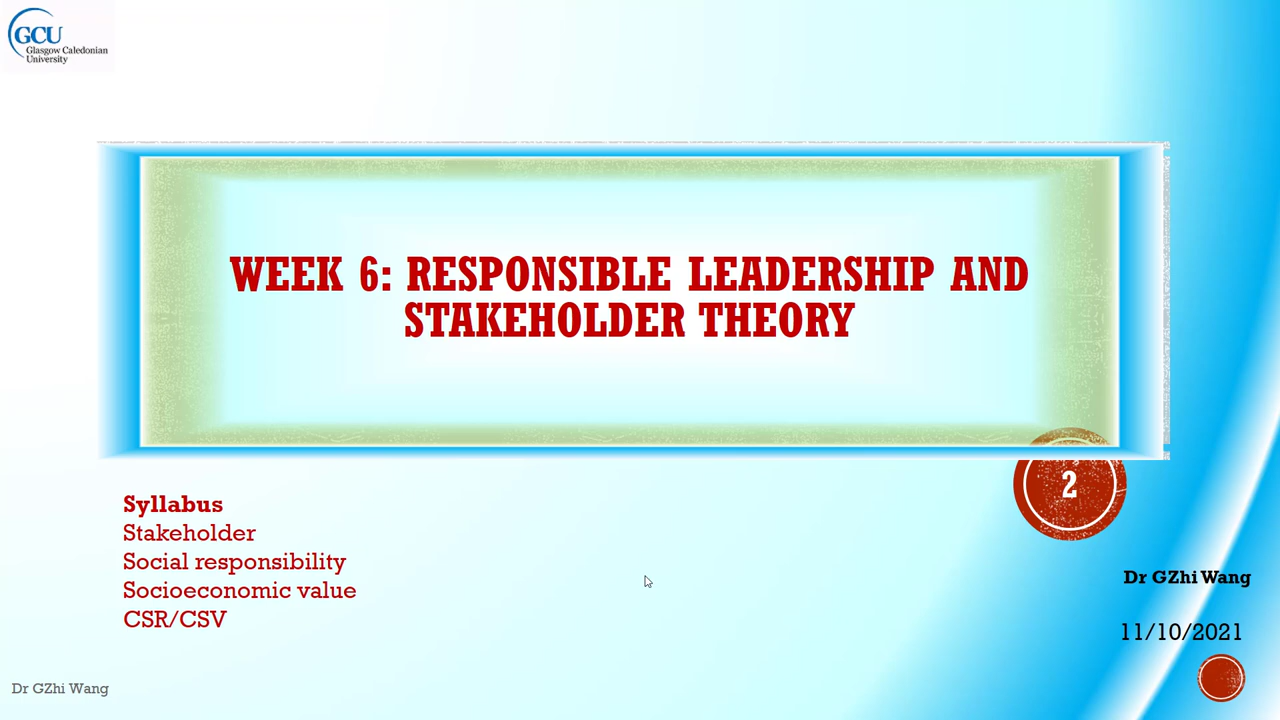 GCU
Glasgow Caledonian
University
WEEK 6: RESPONSIBLE LEADERSHIP AND
STAKEHOLDER THEORY
2
Syllabus
Stakeholder
Social responsibility
Socioeconomic value
CSR/CSV
Dr GZhi Wang
11/10/2021
Dr GZhi Wang